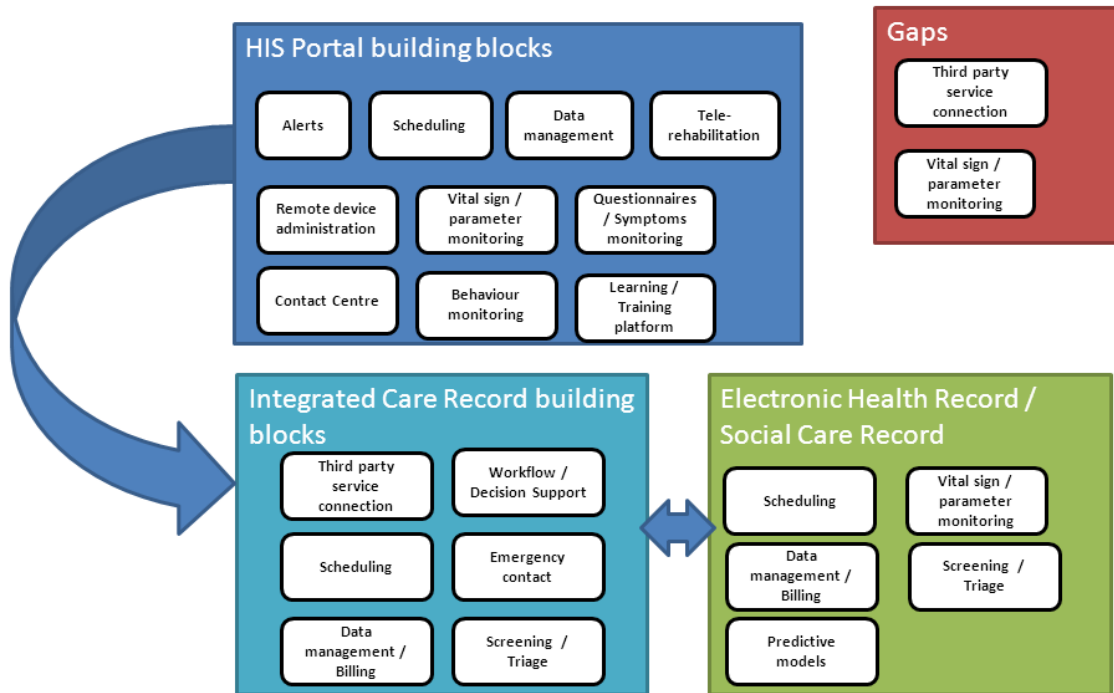 HIS Portal building blocks
Alerts
Scheduling
Data
management
Tele-
rehabilitation
Remote device
administration
Vital sign /
parameter
monitoring
Questionnaires
/ Symptoms
monitoring
Contact Centre
Behaviour
monitoring
Learning /
Training
platform
Gaps
Third party
service
connection
Vital sign /
parameter
monitoring
Integrated Care Record building
blocks
Third party
service
connection
Workflow /
Decision Support
Scheduling
Emergency
contact
Data
management /
Billing
Screening /
Triage
Electronic Health Record /
Social Care Record
Scheduling
Vital sign /
parameter
monitoring
Data
management /
Billing
Screening /
Triage
Predictive
models